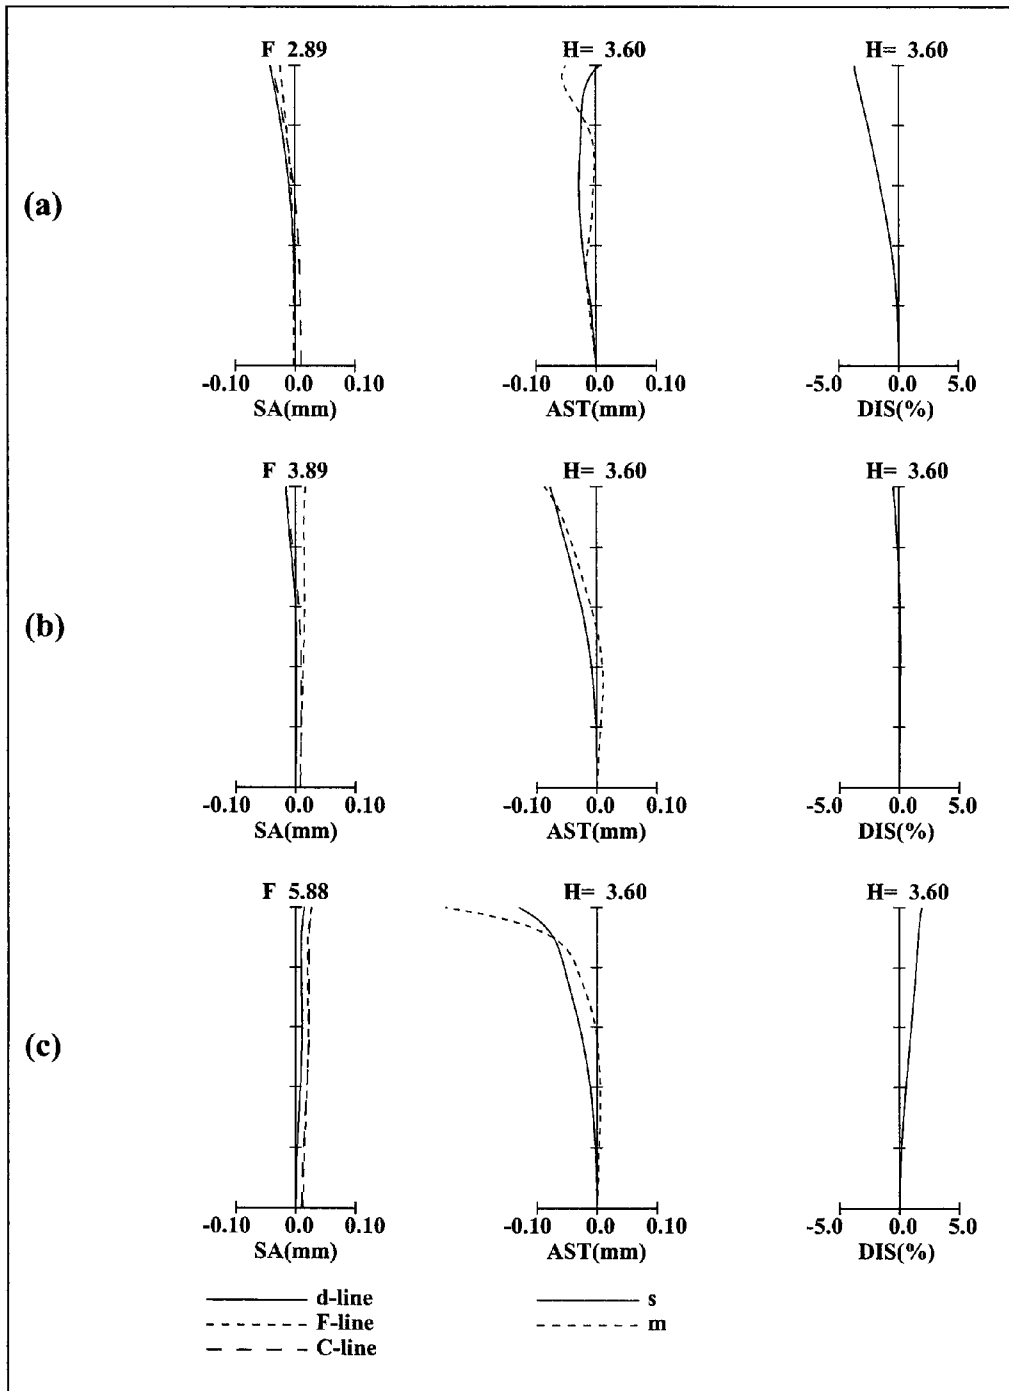 F 2.89 H= 3.60 H= 3.60
(a)
-0.10 0.0 0.10 -0.10 0.0 0.10 -5.0 0.0 5.0
SA(mm) AST(mm) DIS(%)
F 3.89 H= 3.60 H= 3.60
(b)
-0.10 0.0 0.10 -0.10 0.0 0.10 -5.0 0.0 5.0
SA(mm) AST(mm) DIS(%)
F 5.88 H= 3.60 H= 3.60
(c)
-0.10 0.0 0.10 -0.10 0.0 0.10 -5.0 0.0 5.0
SA(mm) AST(mm) DIS(%)
d-line s
F-line m
C-line